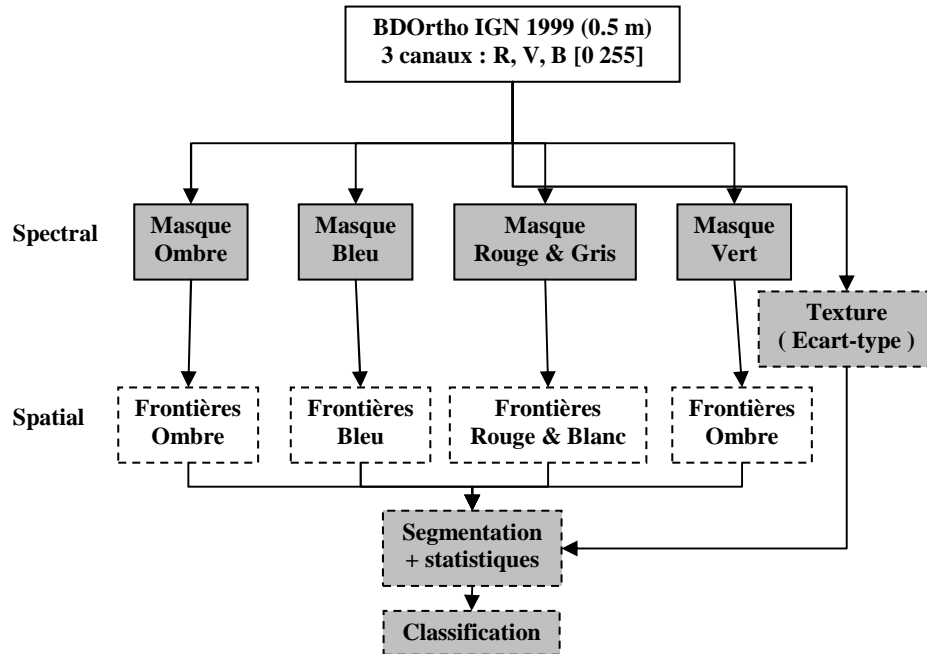 BDOrtho IGN 1999 (0.5 m)
3 canaux : R, V, B [0 255]
Spectral
Masque
Ombre
Masque
Bleu
Masque
Rouge & Gris
Masque
Vert
Texture
( Ecart-type )
Spatial
Frontières
Ombre
Frontières
Bleu
Frontières
Rouge & Blanc
Frontières
Ombre
Segmentation
+ statistiques
Classification